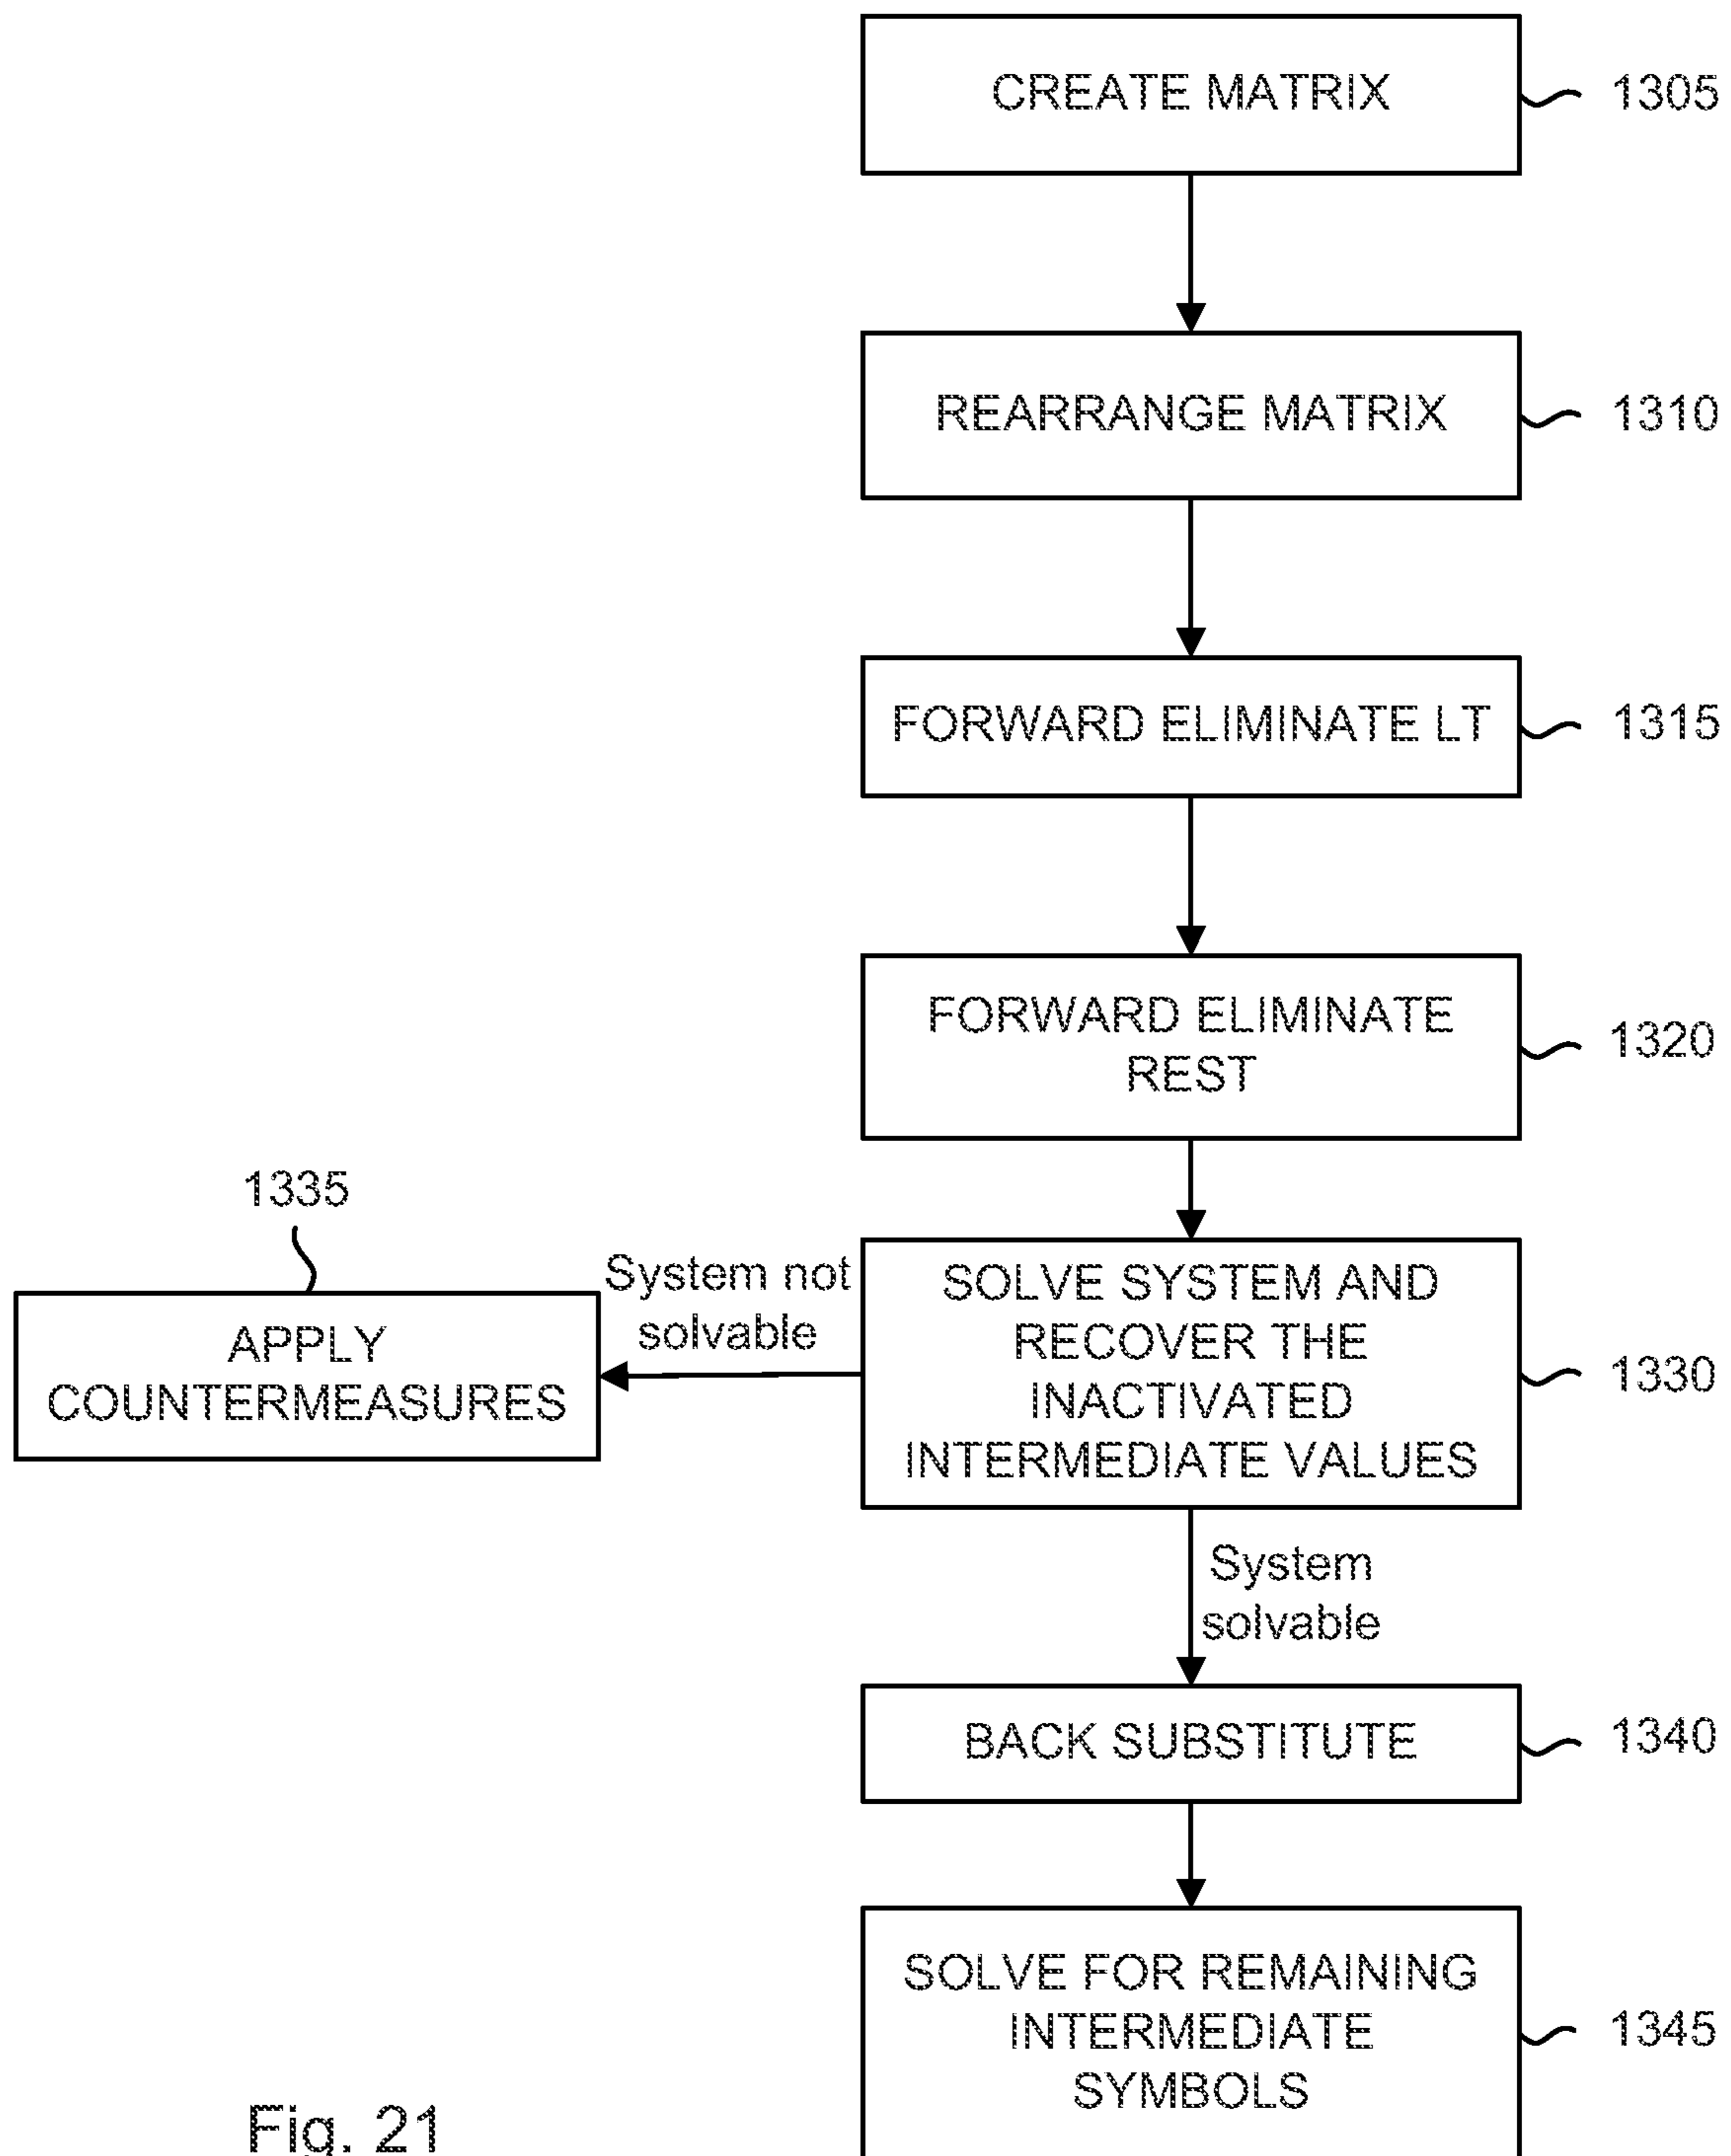 CREATE MATRIX
1305
REARRANGE MATRIX
1310
FORWARD ELIMINATE LT
1315
FORWARD ELIMINATE
REST
1320
1335
APPLY
COUNTERMEASURES
System not
solvable
SOLVE SYSTEM AND
RECOVER THE
INACTIVATED
INTERMEDIATE VALUES
1330
System
solvable
BACK SUBSTITUTE
1340
SOLVE FOR REMAINING
INTERMEDIATE
SYMBOLS
1345
Fig. 21